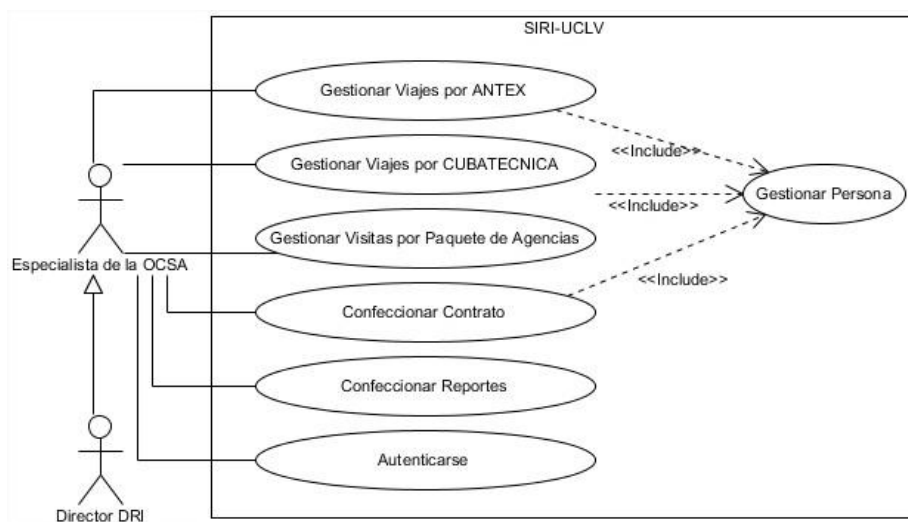 SIRI-UCLV
Gestionar Viajes por ANTEX
<<Include>>
Gestionar Viajes por CUBATECNICA
Gestionar Persona
<<Include>>
Gestionar Visitas por Paquete de Agencias
Especialista de la OCSA
<<Include>>
Confeccionar Contrato
Confeccionar Reportes
Autenticarse
Director DRI